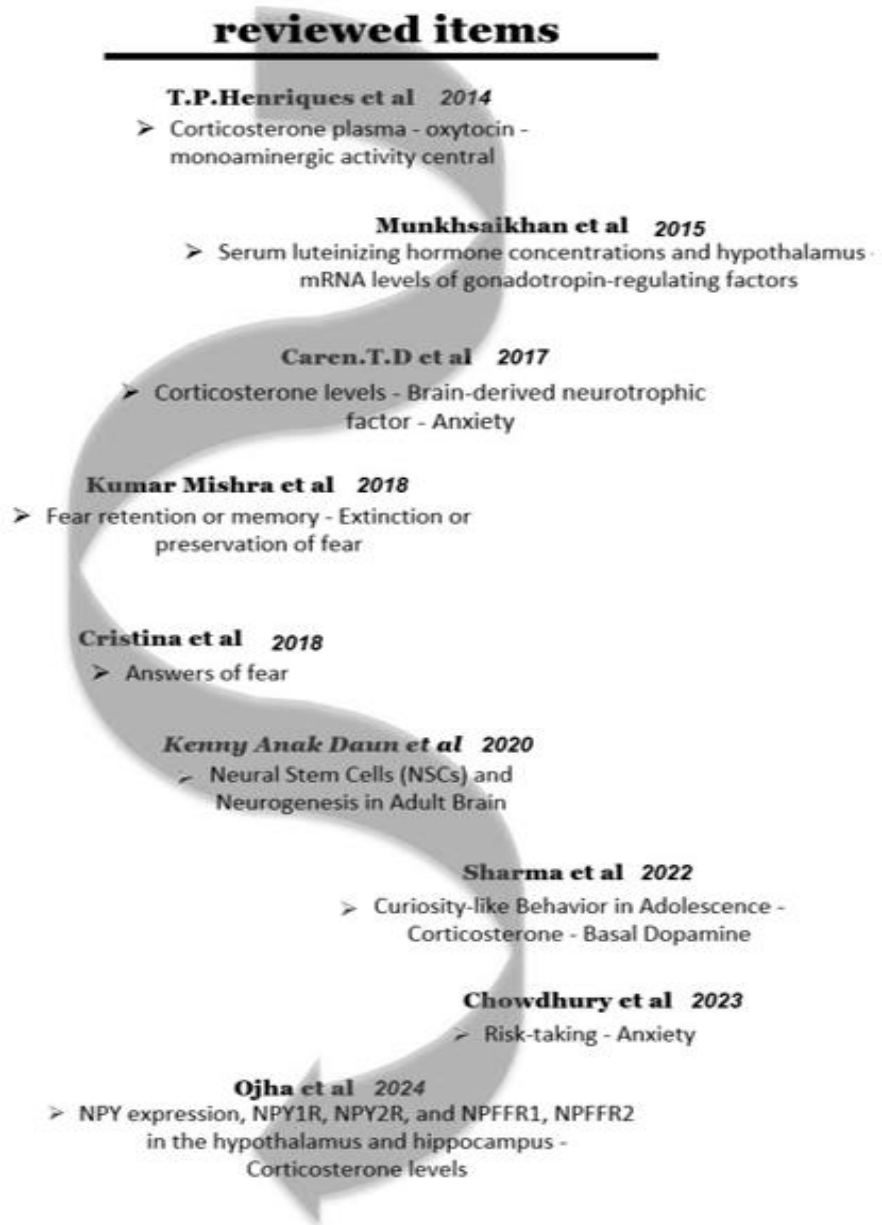 reviewed items
T.P.Henriques et al 2014
➢ Corticosterone plasma - oxytocin -
monoaminergic activity central
Munkhsaikhan et al 2015
➢ Serum luteinizing hormone concentrations and hypothalamus -
mRNA levels of gonadotropin-regulating factors
Caren.T.D et al 2017
➢ Corticosterone levels - Brain-derived neurotrophic
factor - Anxiety
Kumar Mishra et al 2018
➢ Fear retention or memory - Extinction or
preservation of fear
Cristina et al 2018
➢ Answers of fear
Kenny Anak Daun et al 2020
➢ Neural Stem Cells (NSCs) and
Neurogenesis in Adult Brain
Sharma et al 2022
➢ Curiosity-like Behavior in Adolescence -
Corticosterone - Basal Dopamine
Chowdhury et al 2023
➢ Risk-taking - Anxiety
Ojha et al 2024
➢ NPY expression, NPY1R, NPY2R, and NPFFR1, NPFFR2
in the hypothalamus and hippocampus -
Corticosterone levels